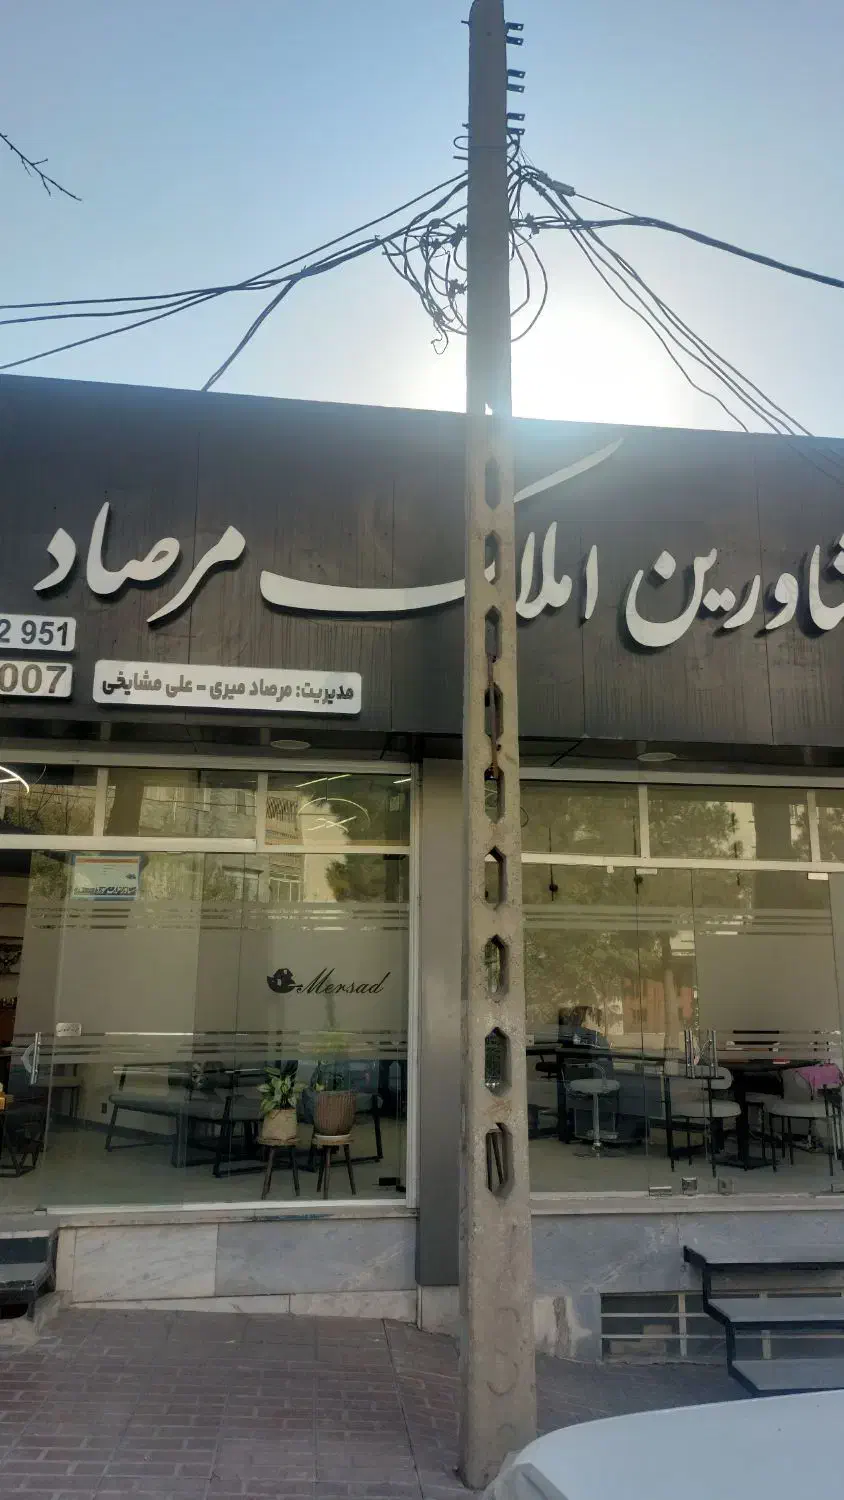 شاورین املاک مرصاد
2 951
007
مدیریت: مرصاد میری - علی مشایخی
Mersad